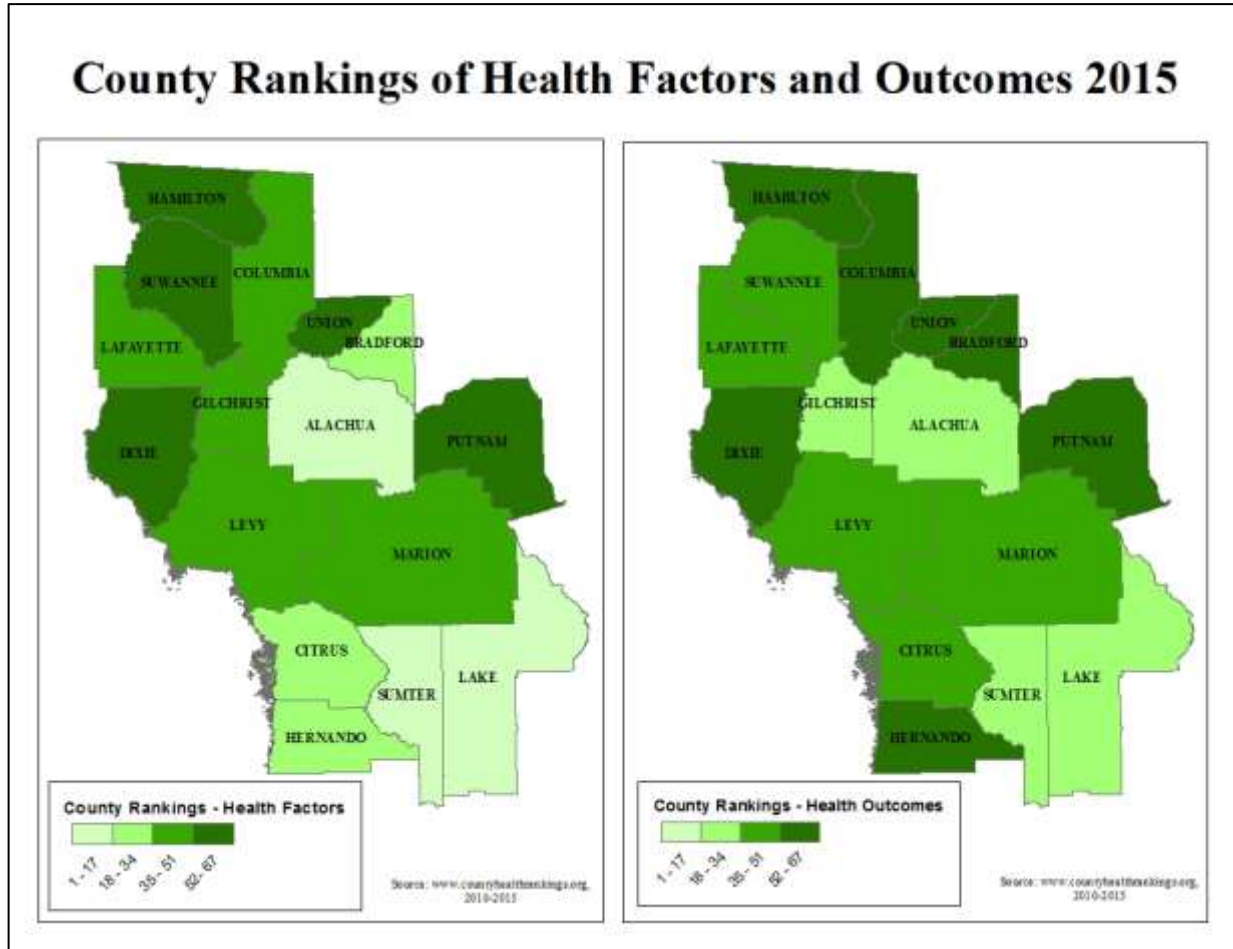 County Rankings of Health Factors and Outcomes 2015
HAMILTON
SUWANNEE
COLUMBIA
LAFAYETTE
UNION
BRADFORD
GILCHRIST
ALACHUA
DIXIE
PUTNAM
LEVY
MARION
CITRUS
LAKE
SUMTER
HERNANDO
County Rankings - Health Factors
1 - 17
18 - 34
35 - 51
52 - 67
Source: www.countyhealthrankings.org,
2010-2015
HAMILTON
SUWANNEE
COLUMBIA
LAFAYETTE
UNION
BRADFORD
GILCHRIST
ALACHUA
DIXIE
PUTNAM
LEVY
MARION
CITRUS
LAKE
SUMTER
HERNANDO
County Rankings - Health Outcomes
1 - 17
18 - 34
35 - 51
52 - 67
Source: www.countyhealthrankings.org,
2010-2015